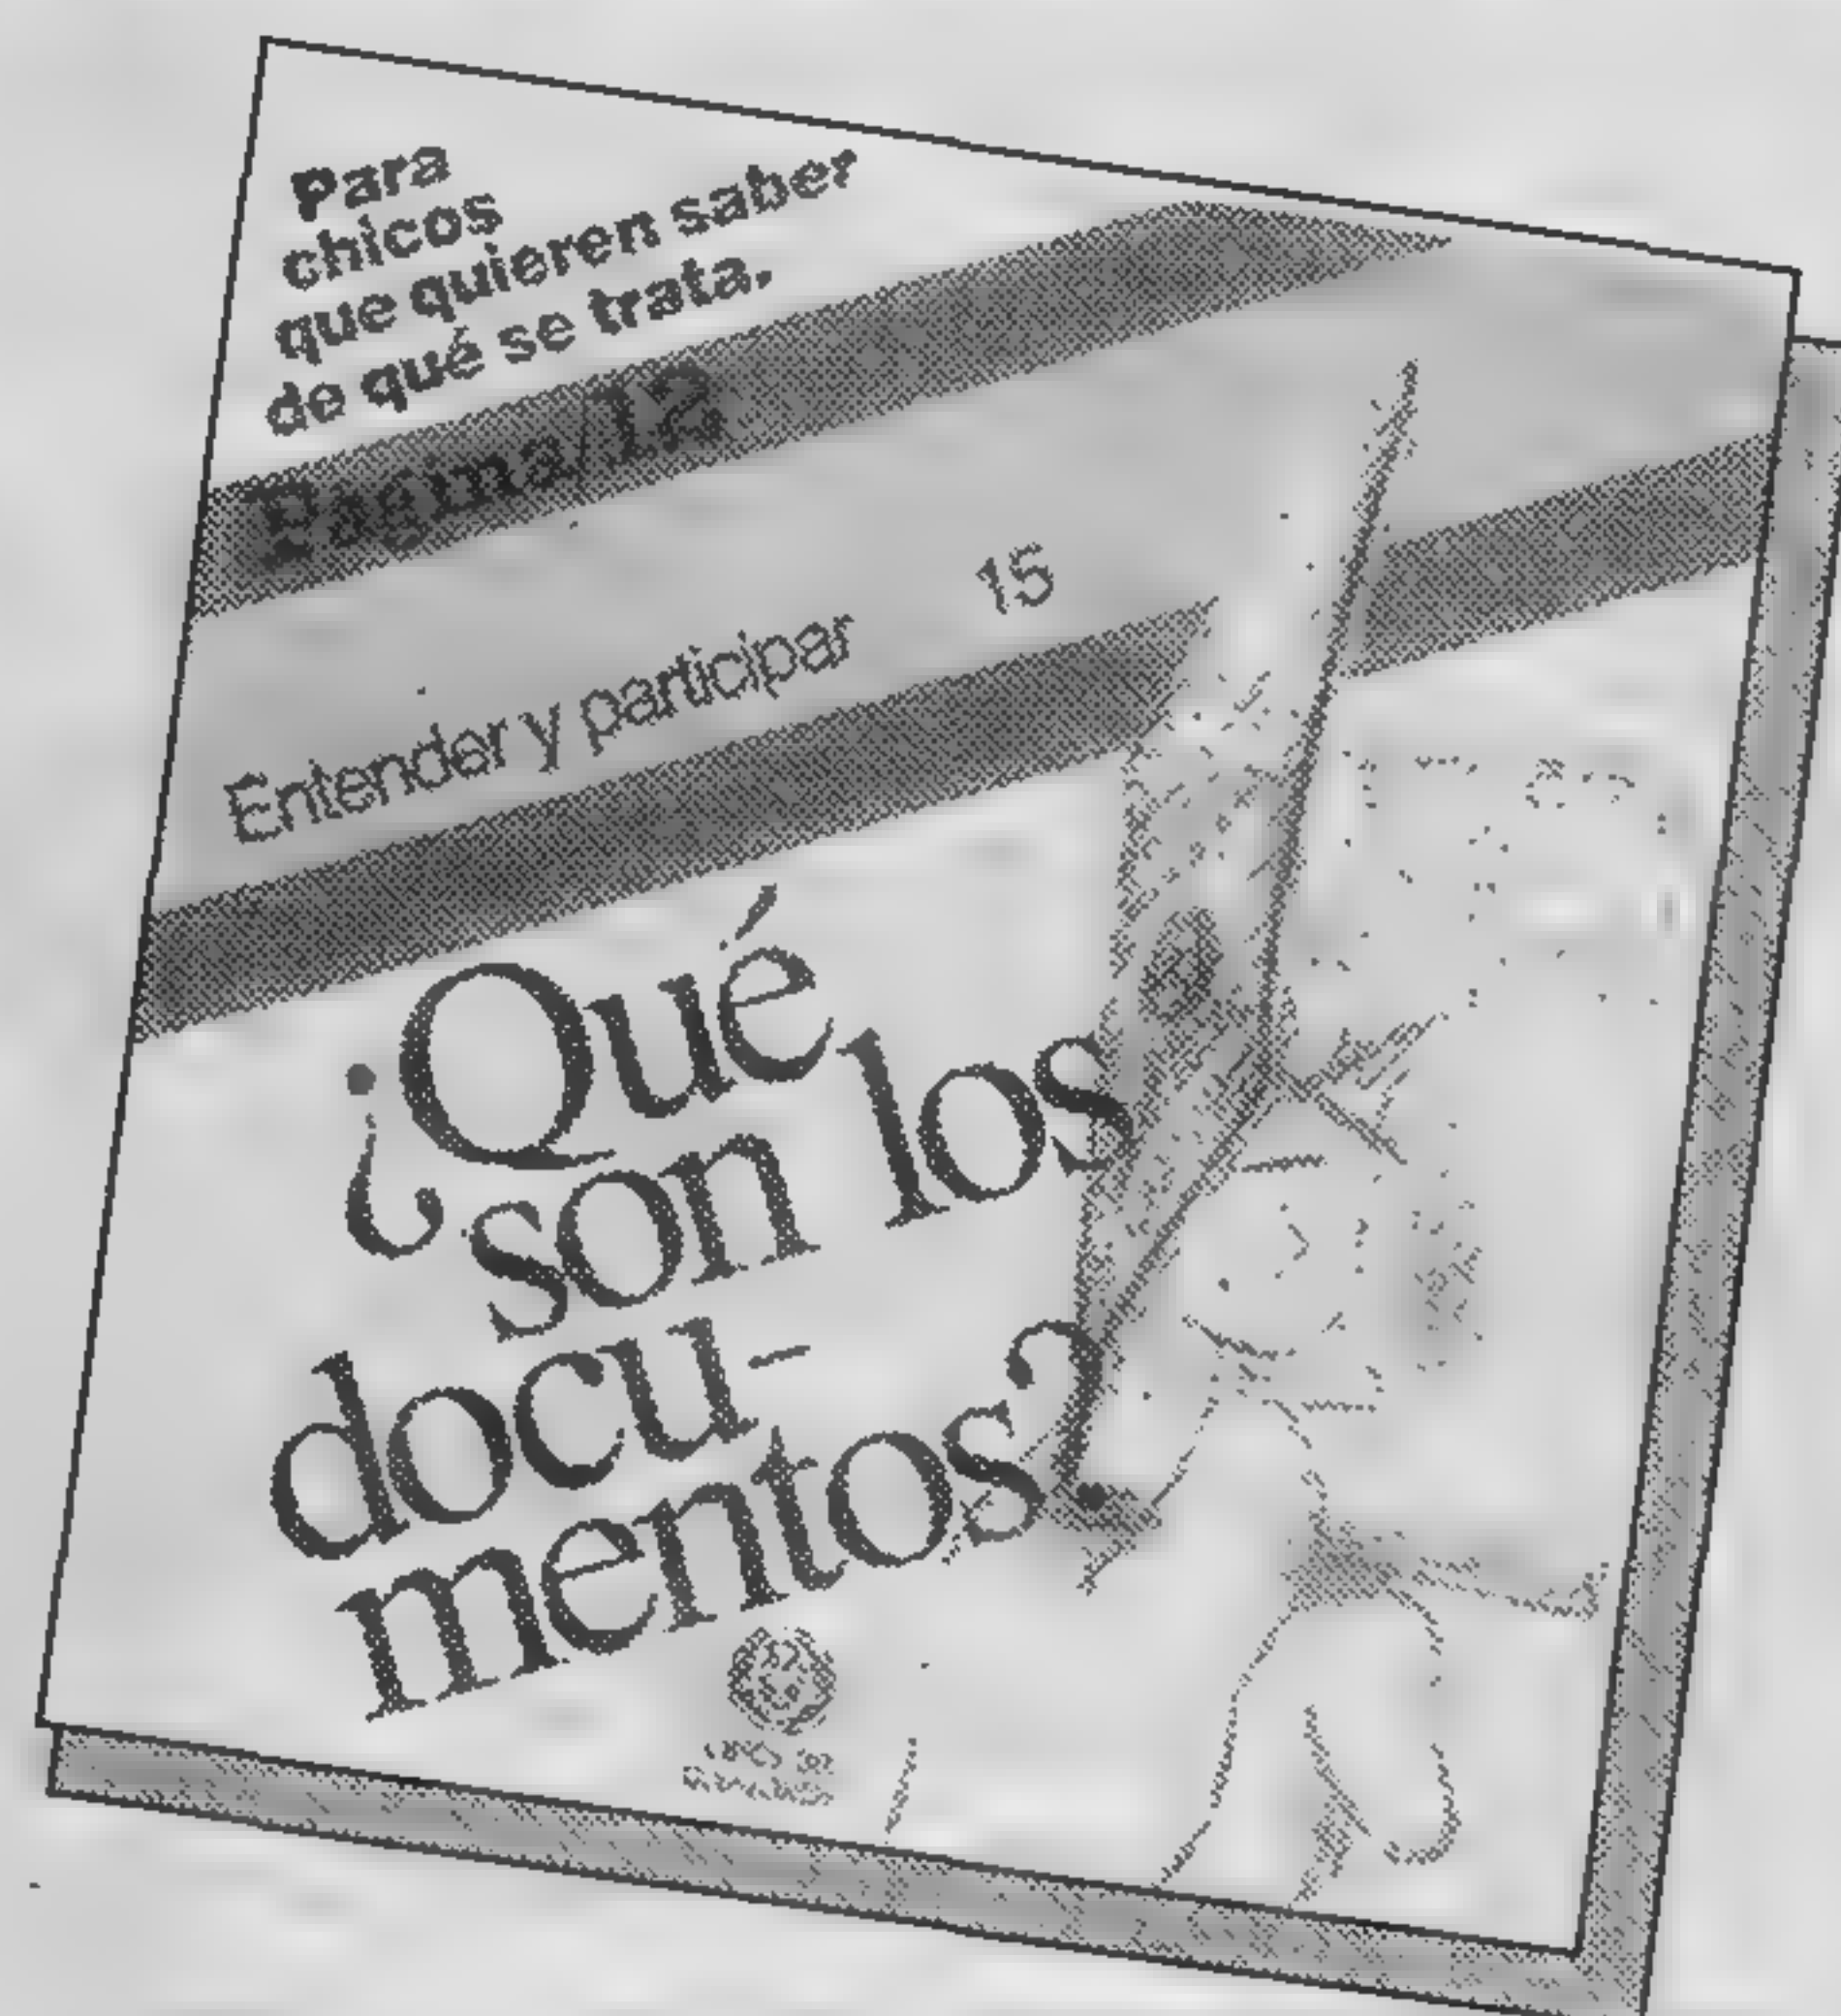 Para
chicos
que quieren saber
de qué se trata.
Página/12
Entender y participar 15
¿Qué
son los
docu-
mentos?